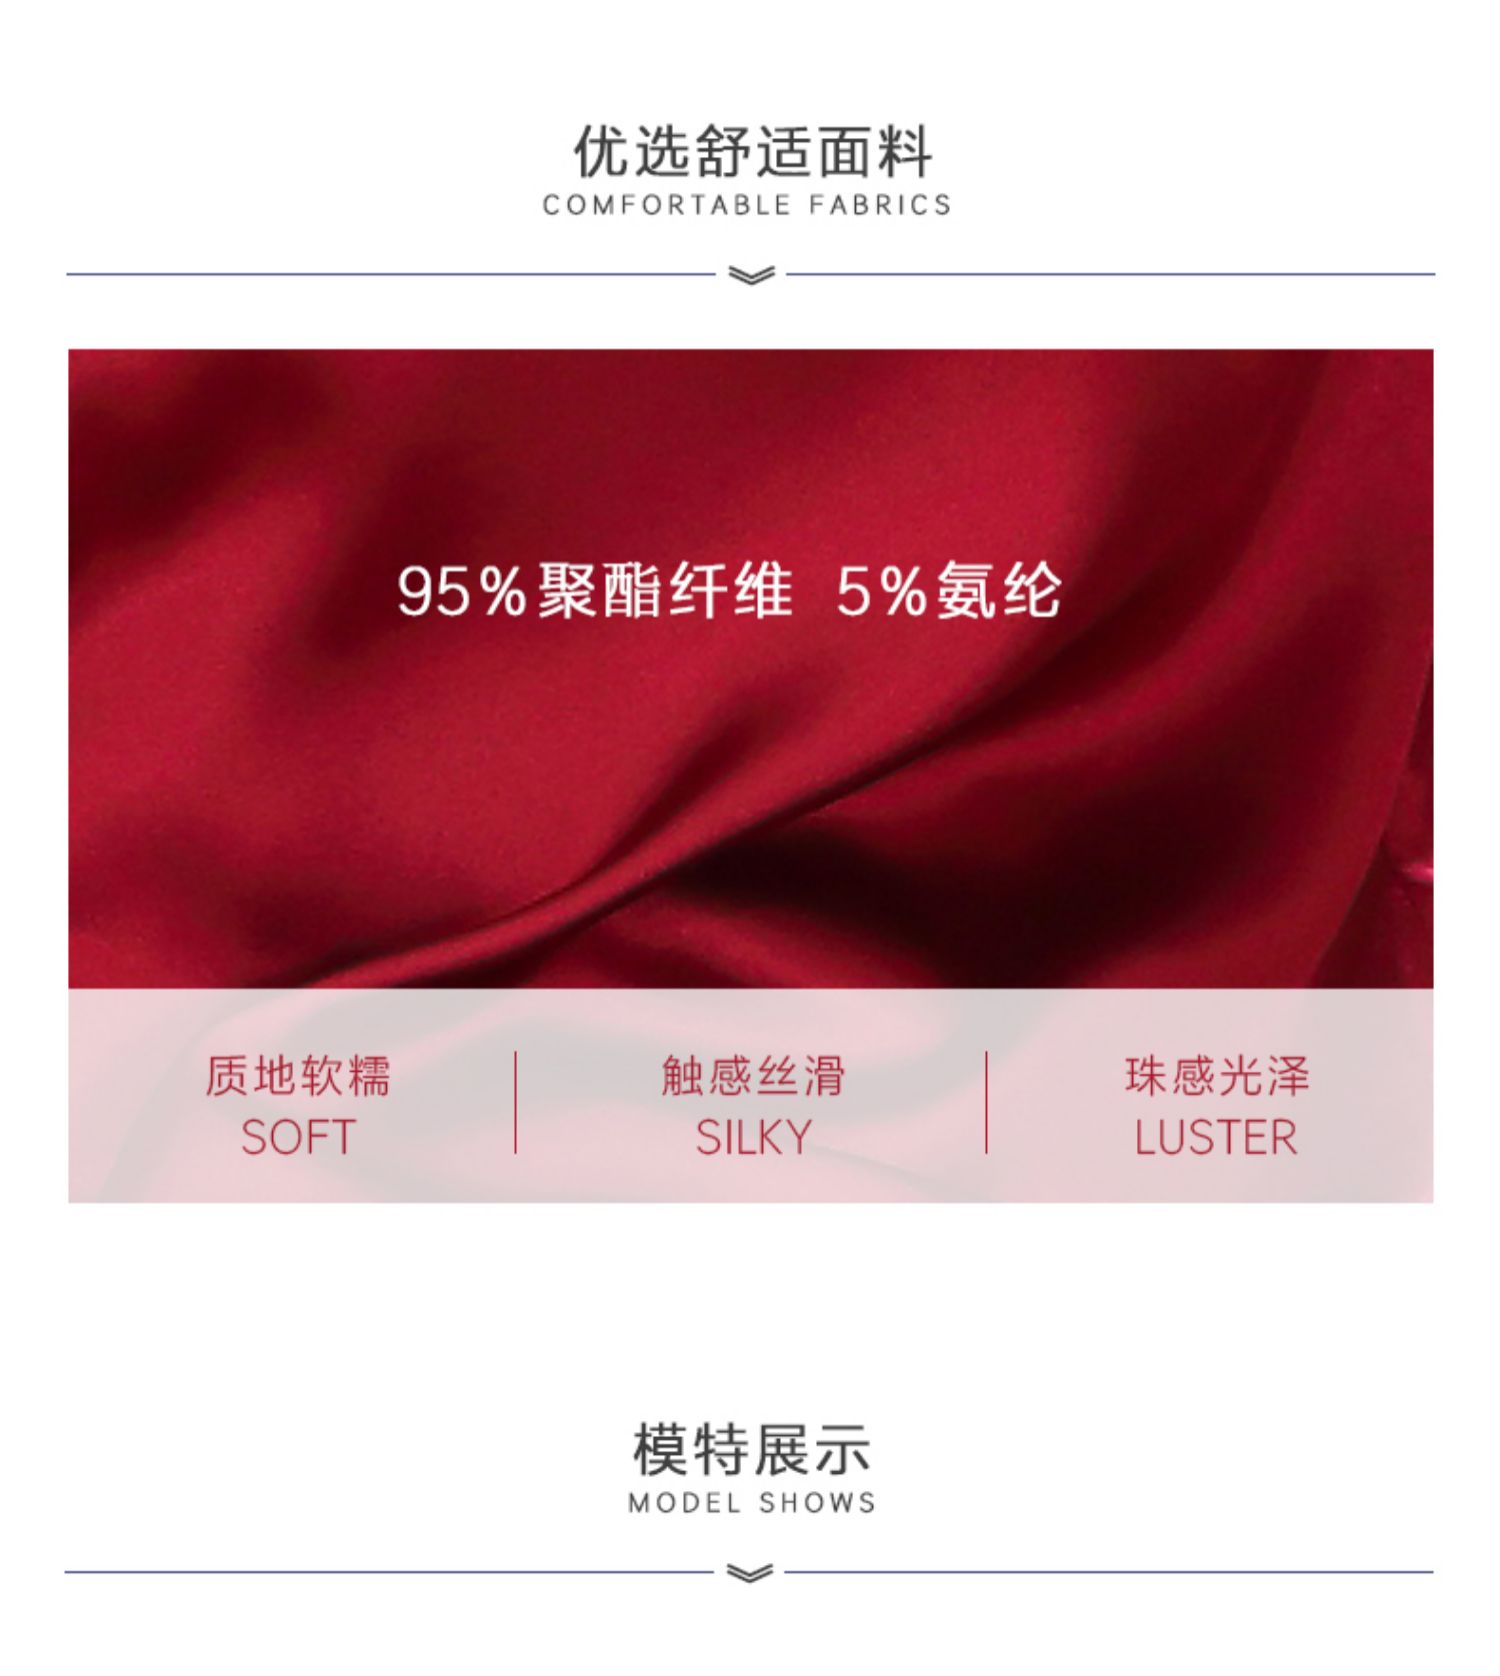 优选舒适面料
COMFORTABLE FABRICS
95%聚酯纤维 5%氨纶
质地软糯
SOFT
触感丝滑
SILKY
珠感光泽
LUSTER
模特展示
MODEL SHOWS